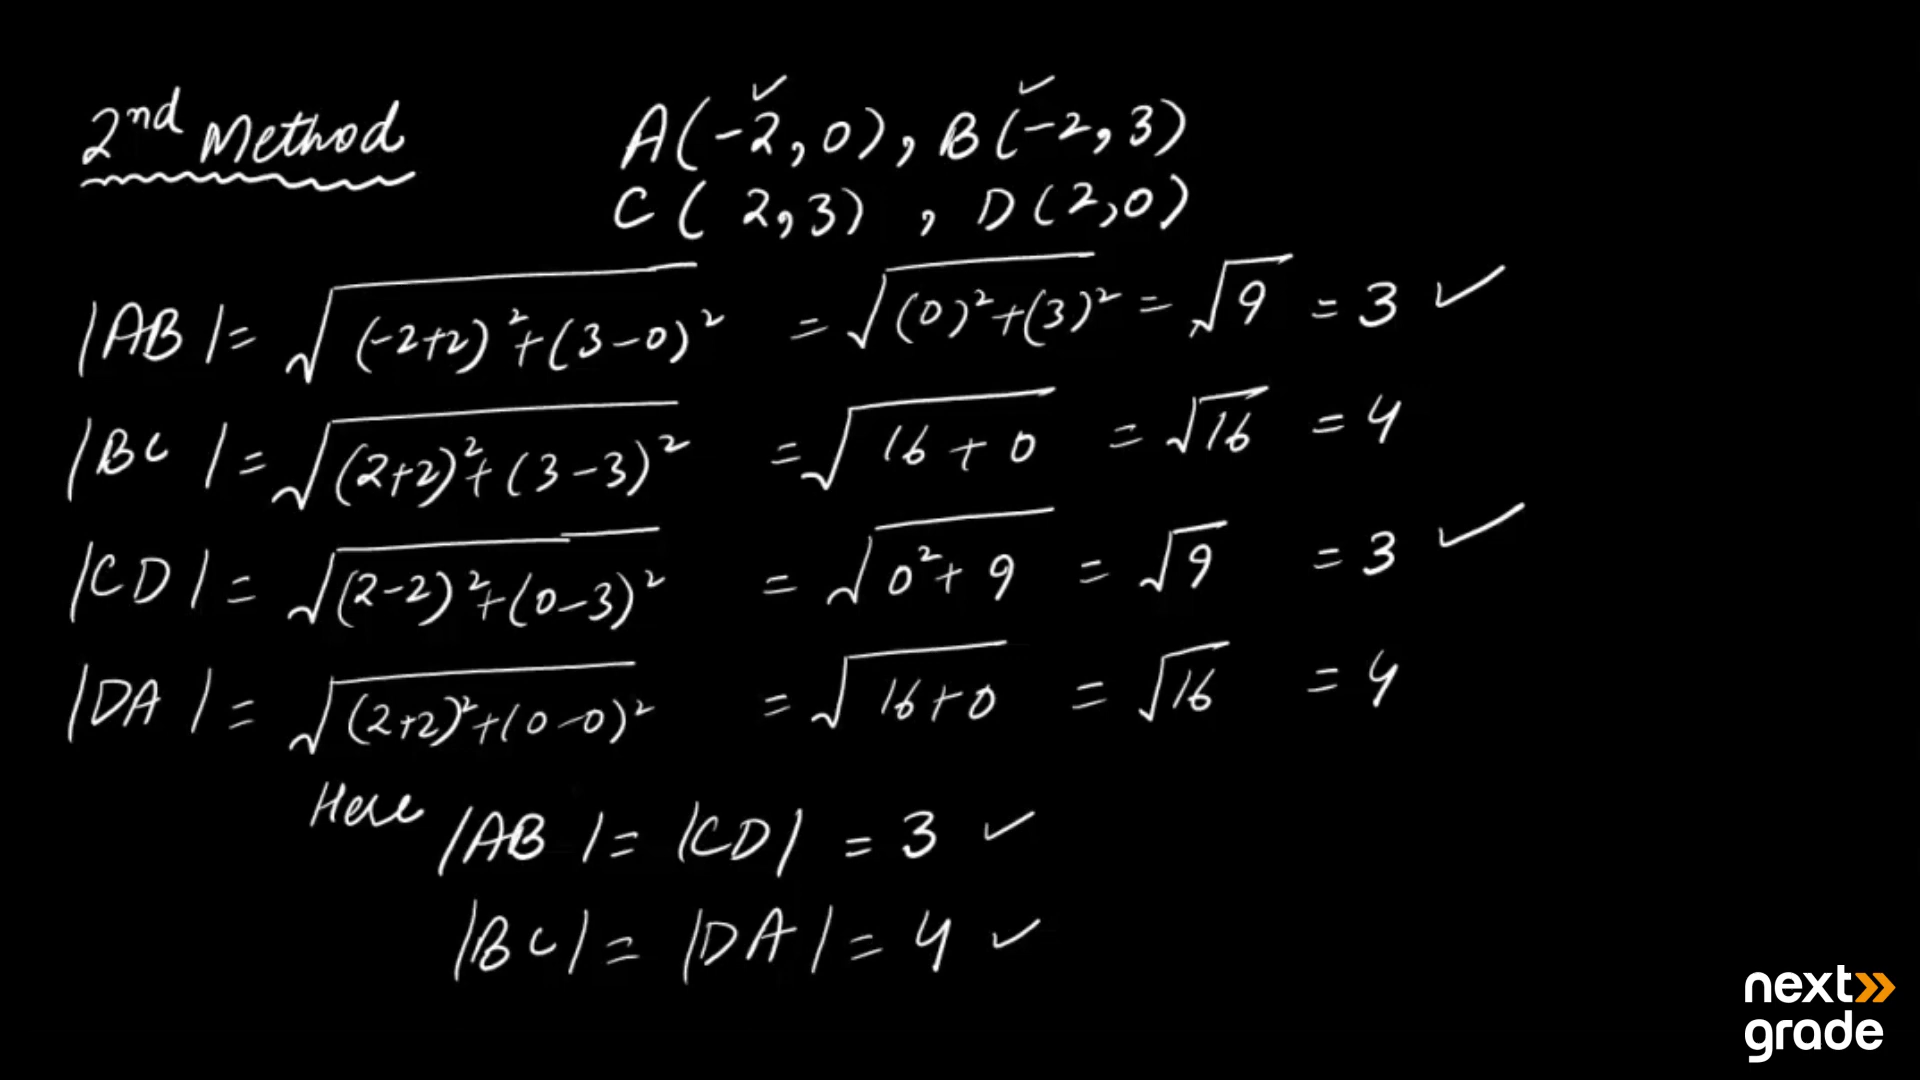 2nd Method
A(-2,0), B(-2,3)
C(2,3), D(2,0)
|AB| = √((-2+2)²+(3-0)²) = √((0)²+(3)²) = √9 = 3 ✓
|BC| = √((2+2)²+(3-3)²) = √(16+0) = √16 = 4
|CD| = √((2-2)²+(0-3)²) = √(0²+9) = √9 = 3 ✓
|DA| = √((2+2)²+(0-0)²) = √(16+0) = √16 = 4
Here |AB| = |CD| = 3 ✓
|BC| = |DA| = 4 ✓
next
grade